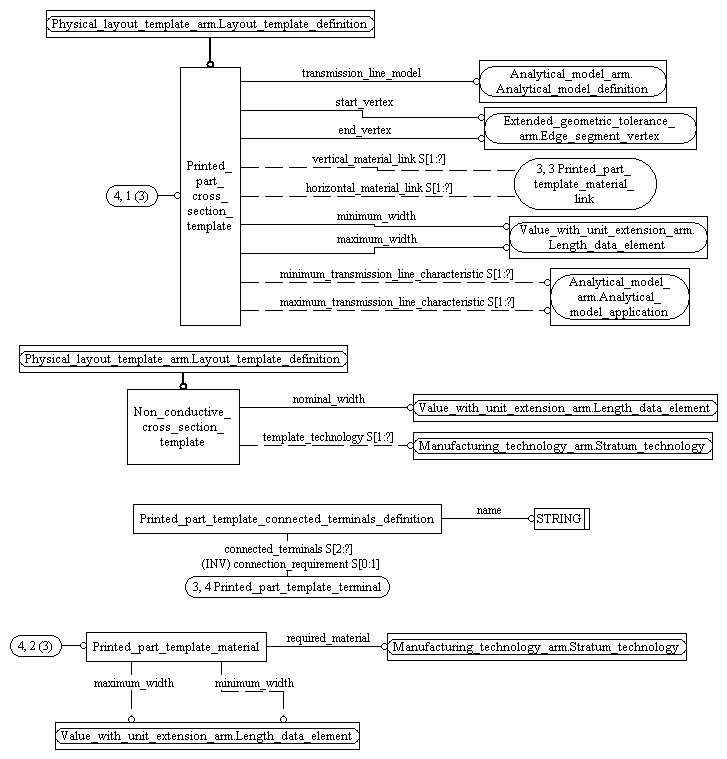 Physical_layout_template_arm.Layout_template_definition
transmission_line_model
Analytical_model_arm.
Analytical_model_definition
start_vertex
end_vertex
Extended_geometric_tolerance_
arm.Edge_segment_vertex
Printed_
part_
cross_
section_
template
4, 1 (3)
vertical_material_link S[1:?]
horizontal_material_link S[1:?]
3, 3 Printed_part_
template_material_
link
minimum_width
maximum_width
Value_with_unit_extension_arm.
Length_data_element
minimum_transmission_line_characteristic S[1:?]
maximum_transmission_line_characteristic S[1:?]
Analytical_model_
arm.Analytical_
model_application
Physical_layout_template_arm.Layout_template_definition
Non_conductive_
cross_section_
template
nominal_width
Value_with_unit_extension_arm.Length_data_element
template_technology S[1:?]
Manufacturing_technology_arm.Stratum_technology
Printed_part_template_connected_terminals_definition
name
STRING
connected_terminals S[2:?]
(INV) connection_requirement S[0:1]
3, 4 Printed_part_template_terminal
4, 2 (3)
Printed_part_template_material
required_material
Manufacturing_technology_arm.Stratum_technology
maximum_width
minimum_width
Value_with_unit_extension_arm.Length_data_element